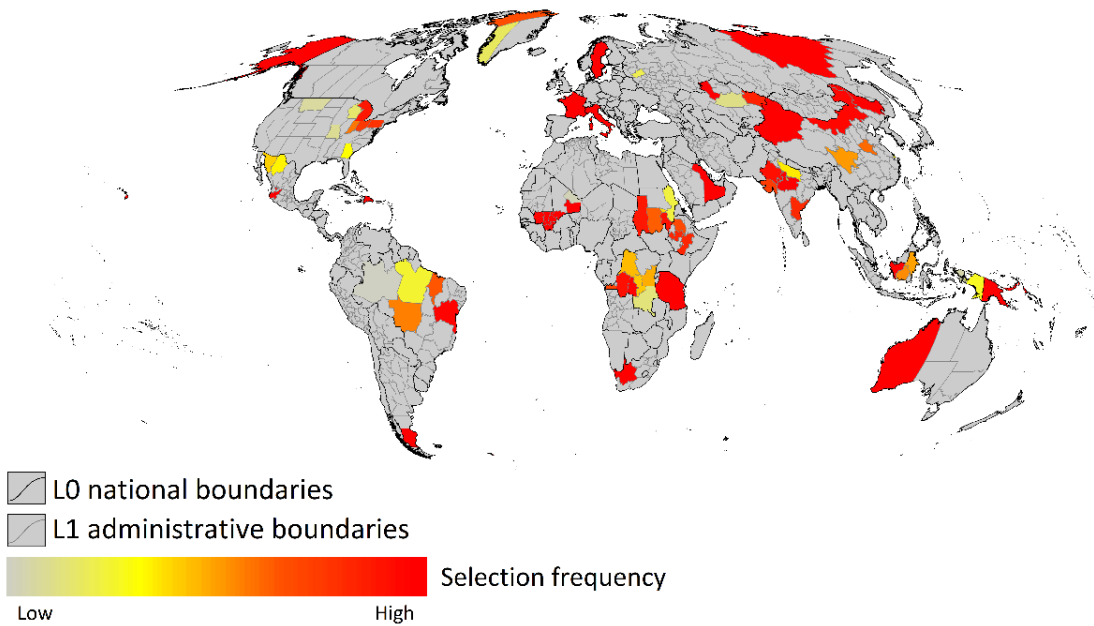 L0 national boundaries
L1 administrative boundaries
Selection frequency
Low High